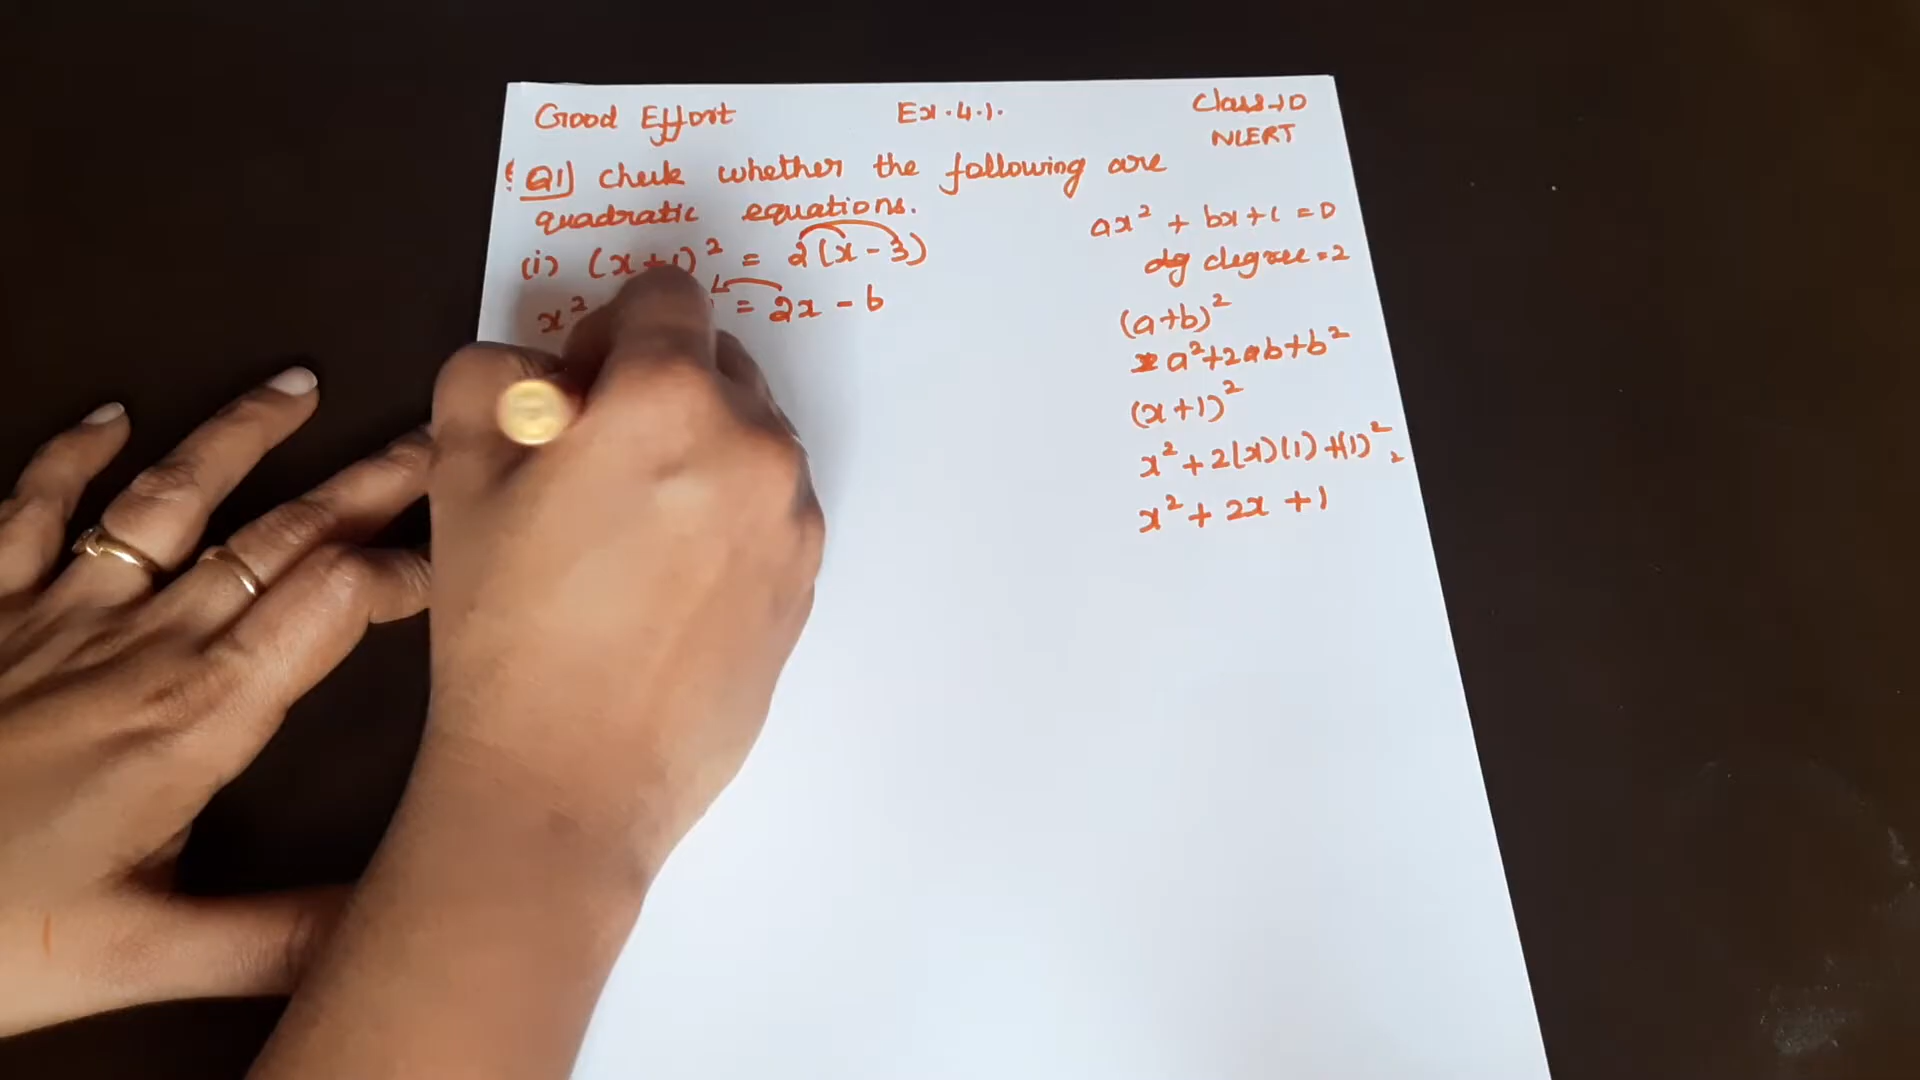 Good Effort
Ex.4.1.
Class-10
NCERT
Q1) Check whether the following are
quadratic equations.
(i) (x+1)² = 2(x-3)
x² = 2x - 6
ax² + bx + c = 0
dg degree = 2
(a+b)²
a²+2ab+b²
(x+1)²
x²+2(x)(1)+(1)²
x²+2x+1